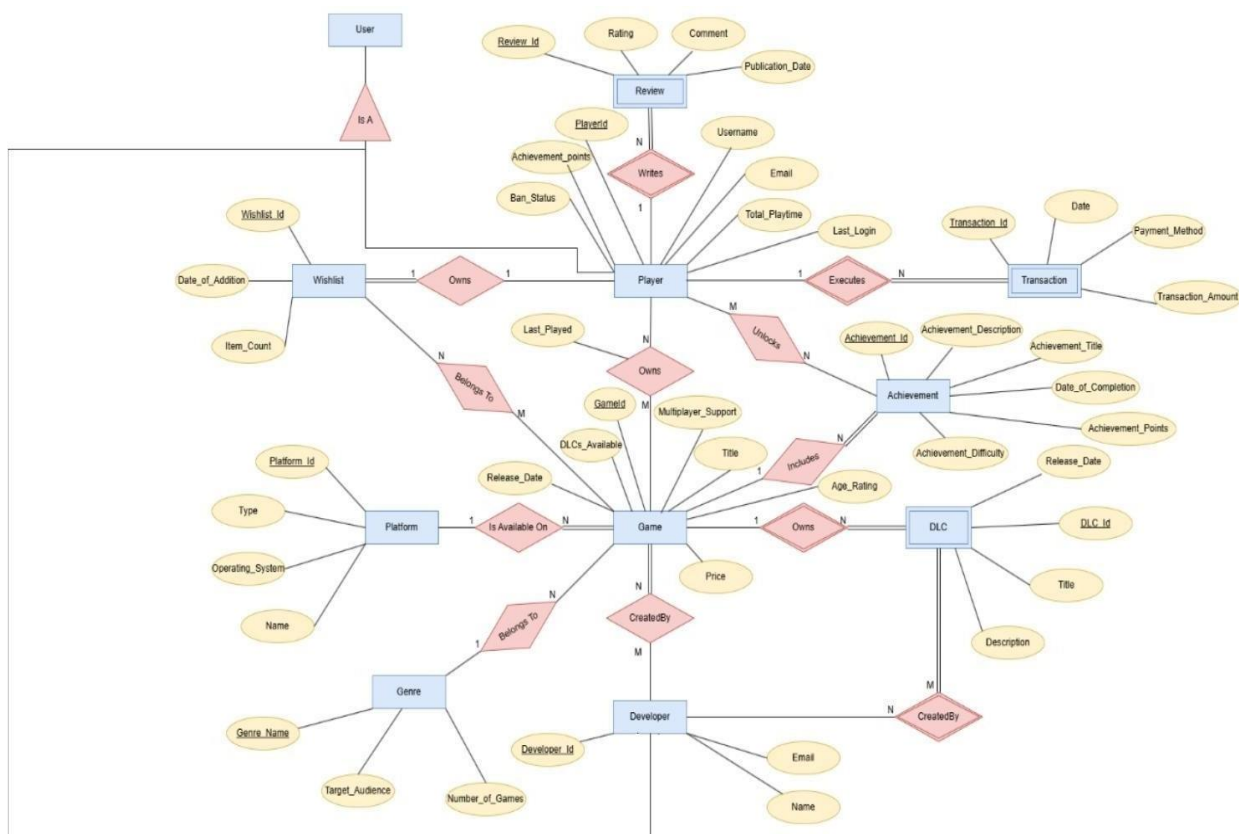 User
Rating
Comment
Review_Id
Publication_Date
Review
Is A
PlayerId
Username
N
Achievement_points
Writes
Email
Ban_Status
1
Total_Playtime
Wishlist_Id
Last_Login
Transaction_Id
Date
Payment_Method
Date_of_Addition
Wishlist
1
Owns
1
Player
1
Executes
N
Transaction
Transaction_Amount
M
Last_Played
N
Unlocks
Achievement_Description
Achievement_Id
Achievement_Title
Item_Count
N
Owns
N
Date_of_Completion
Belongs To
Achievement
M
M
GameId
Multiplayer_Support
Achievement_Points
DLCs_Available
N
Achievement_Difficulty
Title
Includes
Platform_Id
Release_Date
1
Age_Rating
Release_Date
Type
Platform
1
Is Available On
N
Game
1
Owns
N
DLC
DLC_Id
Operating_System
Price
Title
N
N
Name
Belongs To
CreatedBy
Description
1
M
M
Genre
Developer
N
CreatedBy
Genre_Name
Developer_Id
Email
Target_Audience
Number_of_Games
Name